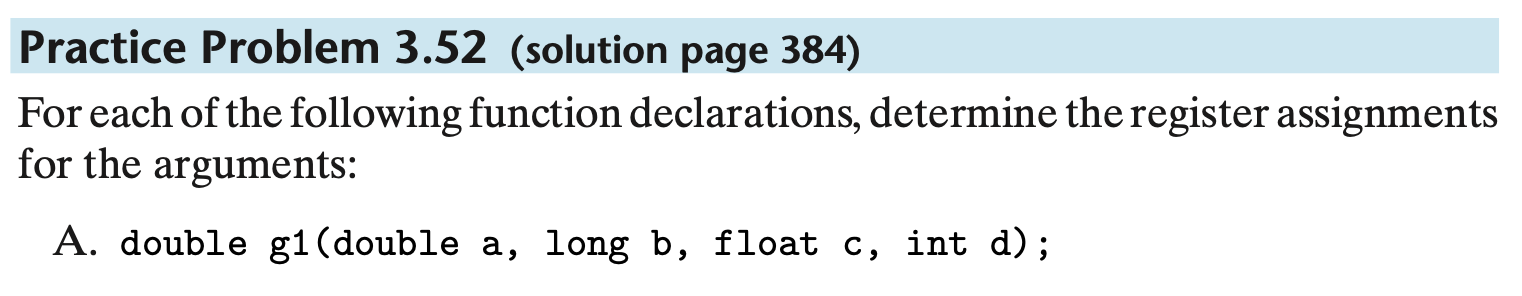 Practice Problem 3.52 (solution page 384)
For each of the following function declarations, determine the register assignments
for the arguments:
A. double g1(double a, long b, float c, int d);